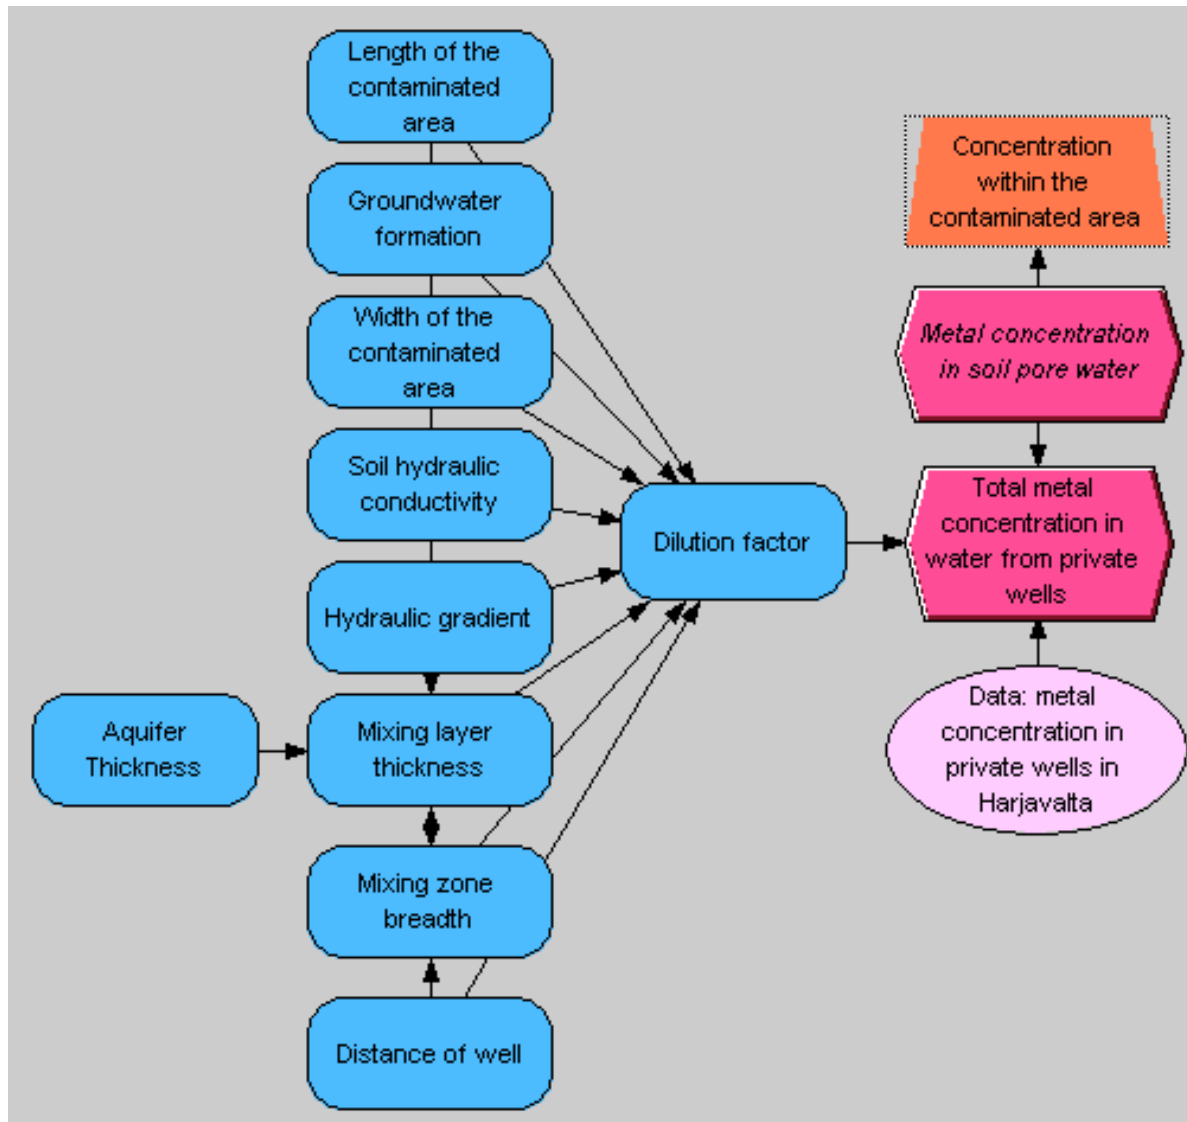 Length of the
contaminated
area
Groundwater
formation
Width of the
contaminated
area
Soil hydraulic
conductivity
Hydraulic gradient
Aquifer
Thickness
Mixing layer
thickness
Mixing zone
breadth
Distance of well
Dilution factor
Concentration
within the
contaminated area
Metal concentration
in soil pore water
Total metal
concentration in
water from private
wells
Data: metal
concentration in
private wells in
Harjavalta